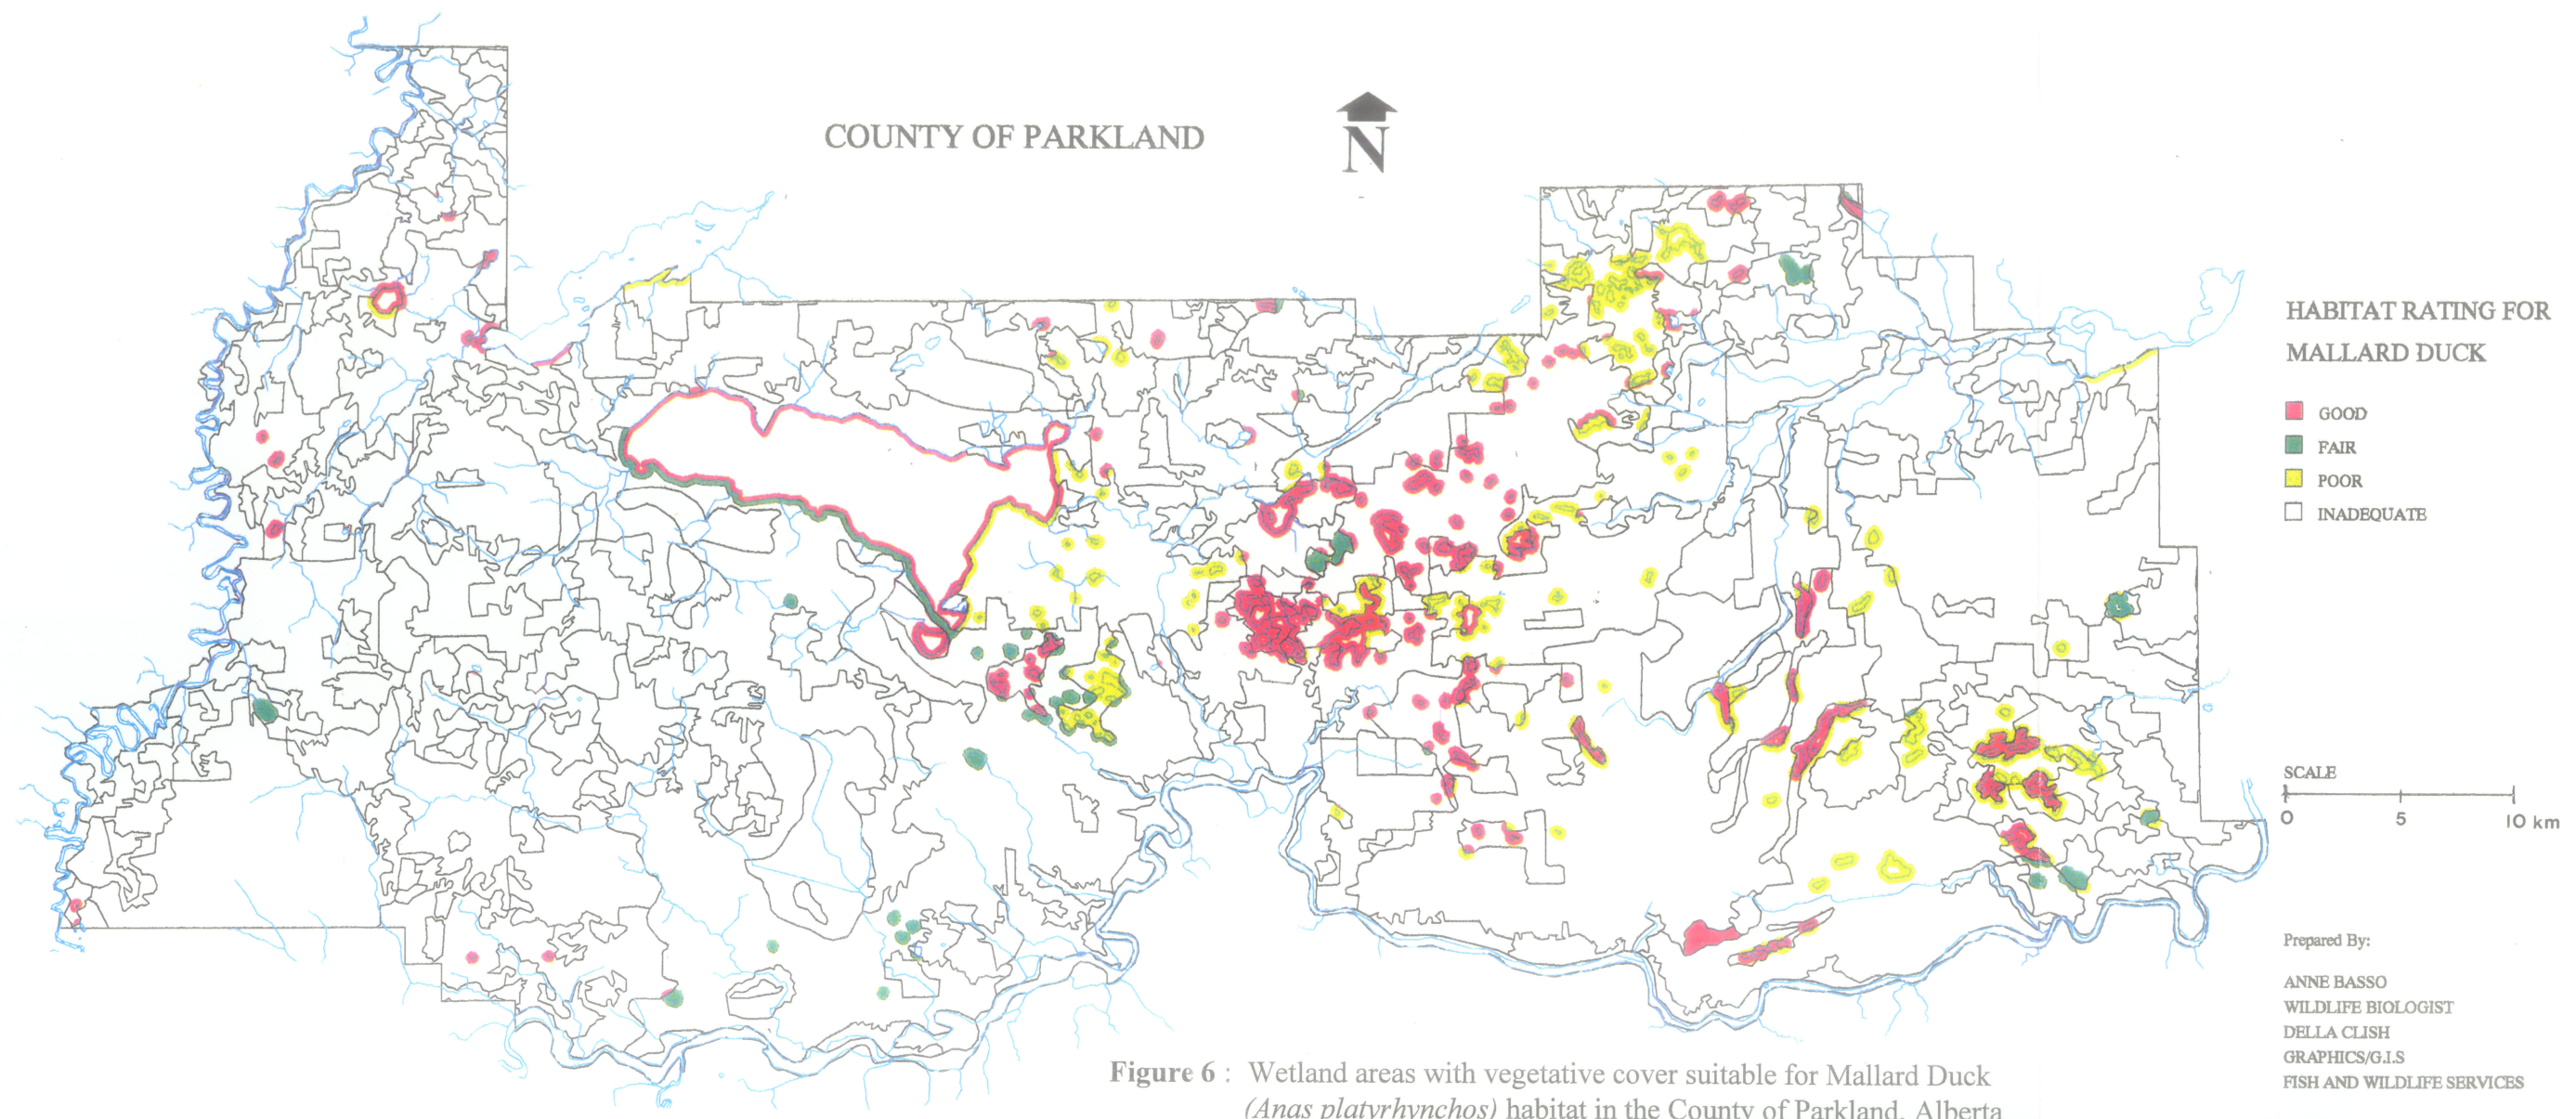 COUNTY OF PARKLAND
N
HABITAT RATING FOR
MALLARD DUCK
GOOD
FAIR
POOR
INADEQUATE
SCALE
0 5 10 km
Prepared By:
ANNE BASSO
WILDLIFE BIOLOGIST
DELLA CLISH
GRAPHICS/G.I.S
FISH AND WILDLIFE SERVICES
Figure 6 : Wetland areas with vegetative cover suitable for Mallard Duck
(Anas platyrhynchos) habitat in the County of Parkland, Alberta